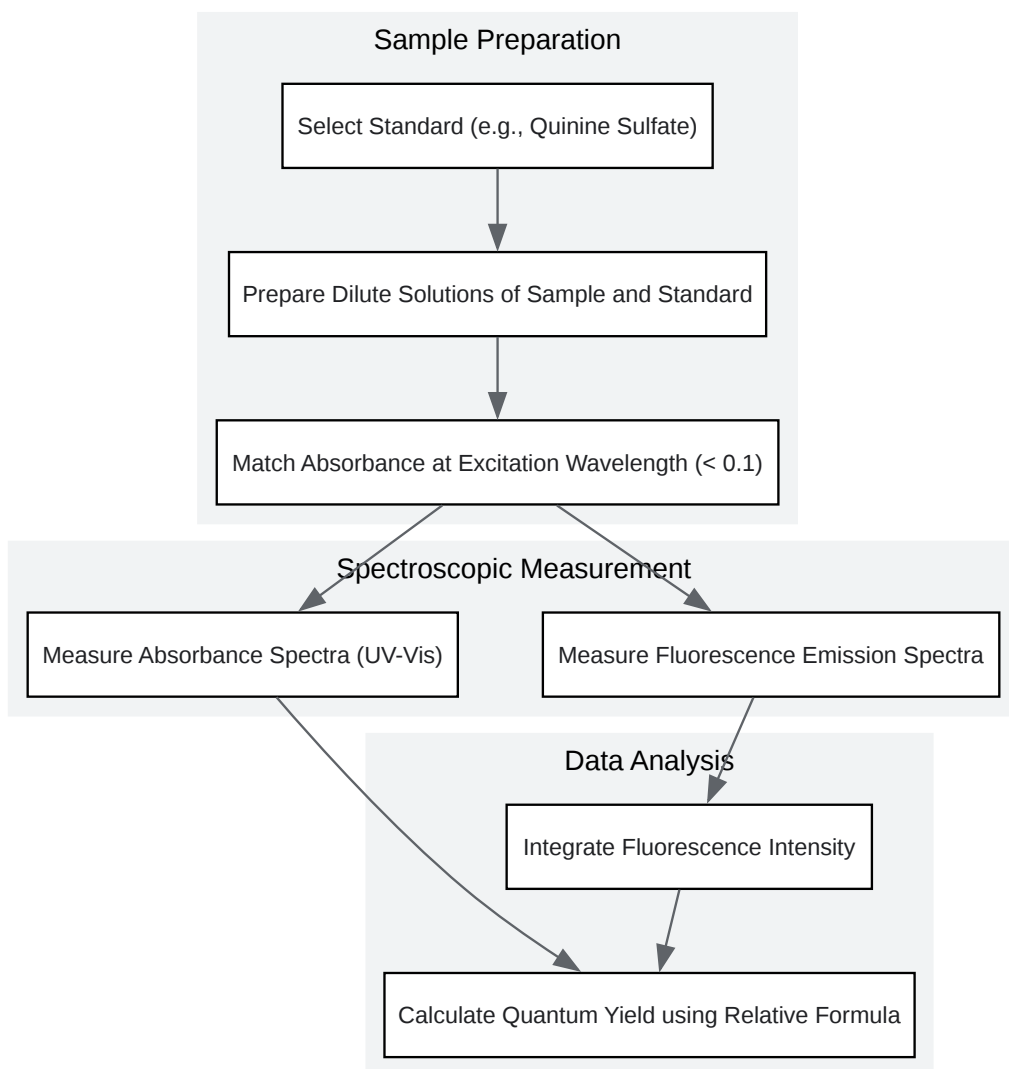 Sample Preparation
Select Standard (e.g., Quinine Sulfate)
Prepare Dilute Solutions of Sample and Standard
Match Absorbance at Excitation Wavelength (< 0.1)
Spectroscopic Measurement
Measure Absorbance Spectra (UV-Vis)
Measure Fluorescence Emission Spectra
Data Analysis
Integrate Fluorescence Intensity
Calculate Quantum Yield using Relative Formula